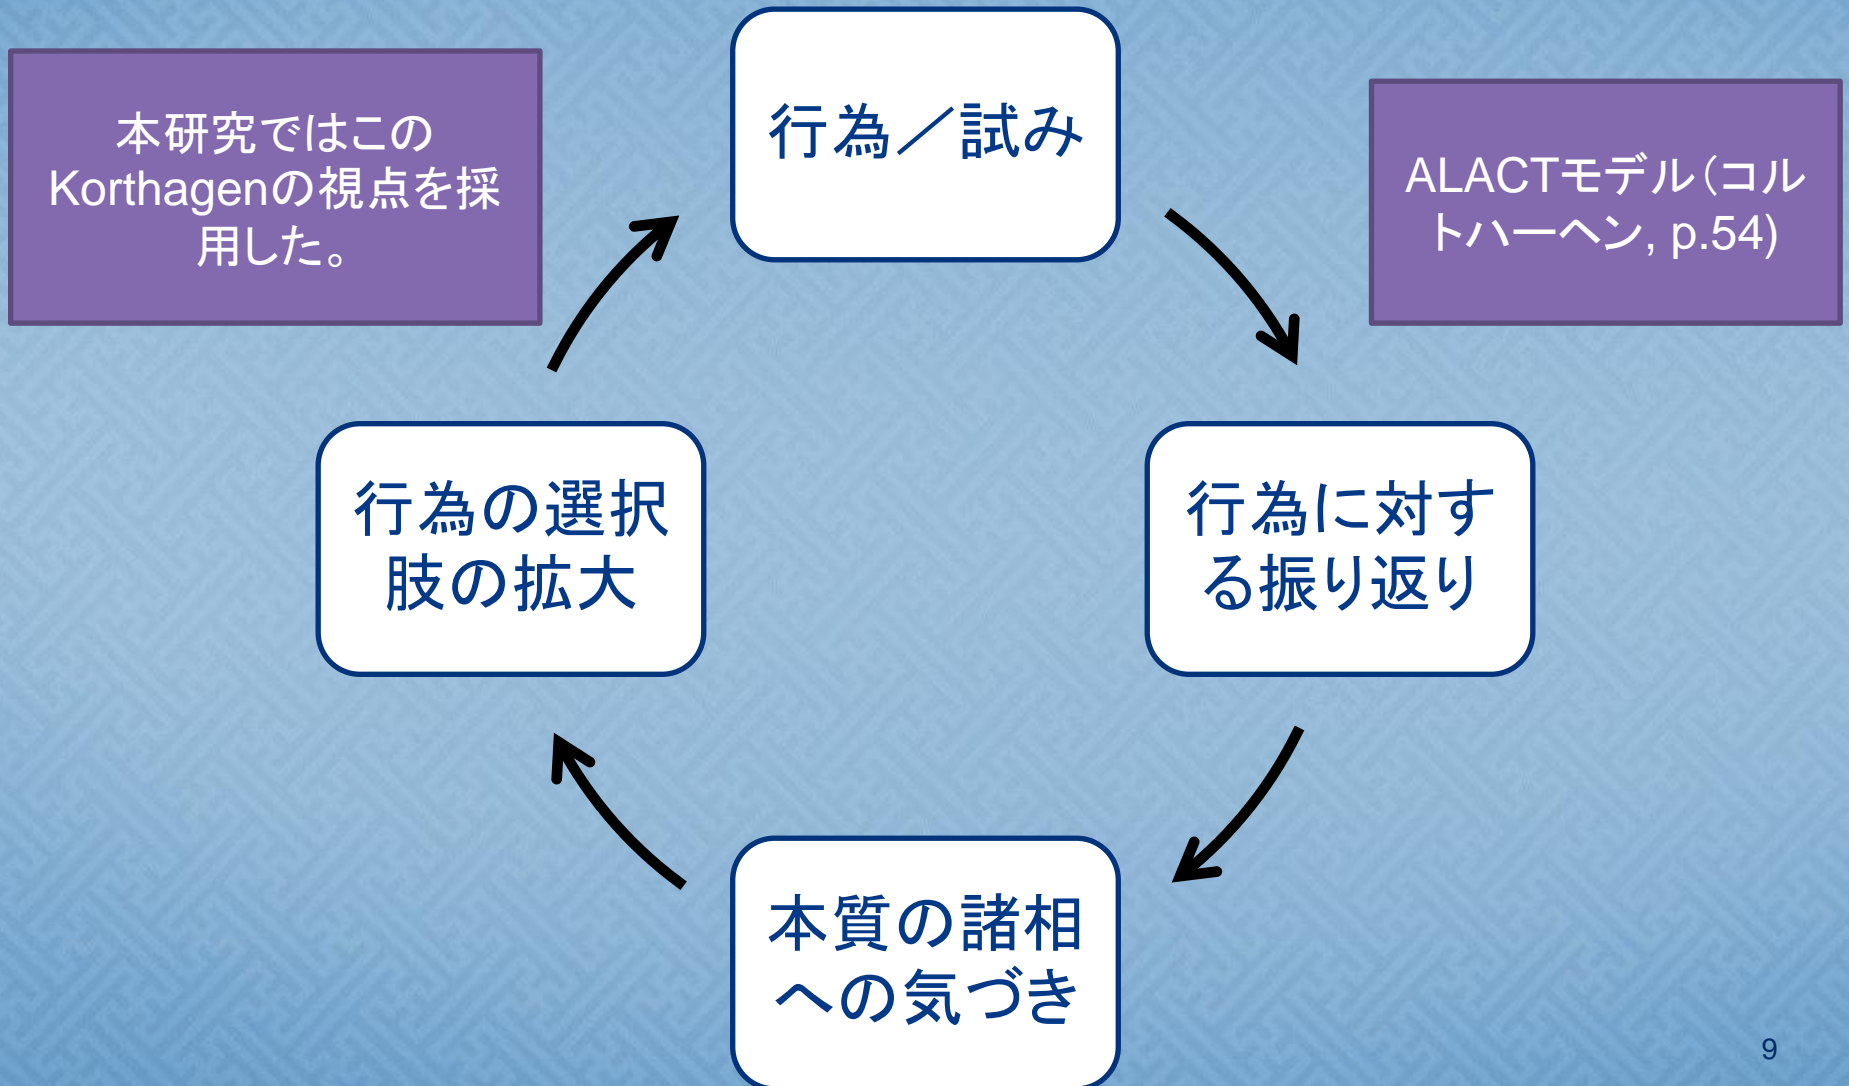 本研究ではこの
Korthagenの視点を採
用した。
行為／試み
ALACTモデル（コル
トハーヘン, p.54)
行為に対す
る振り返り
本質の諸相
への気づき
行為の選択
肢の拡大
9